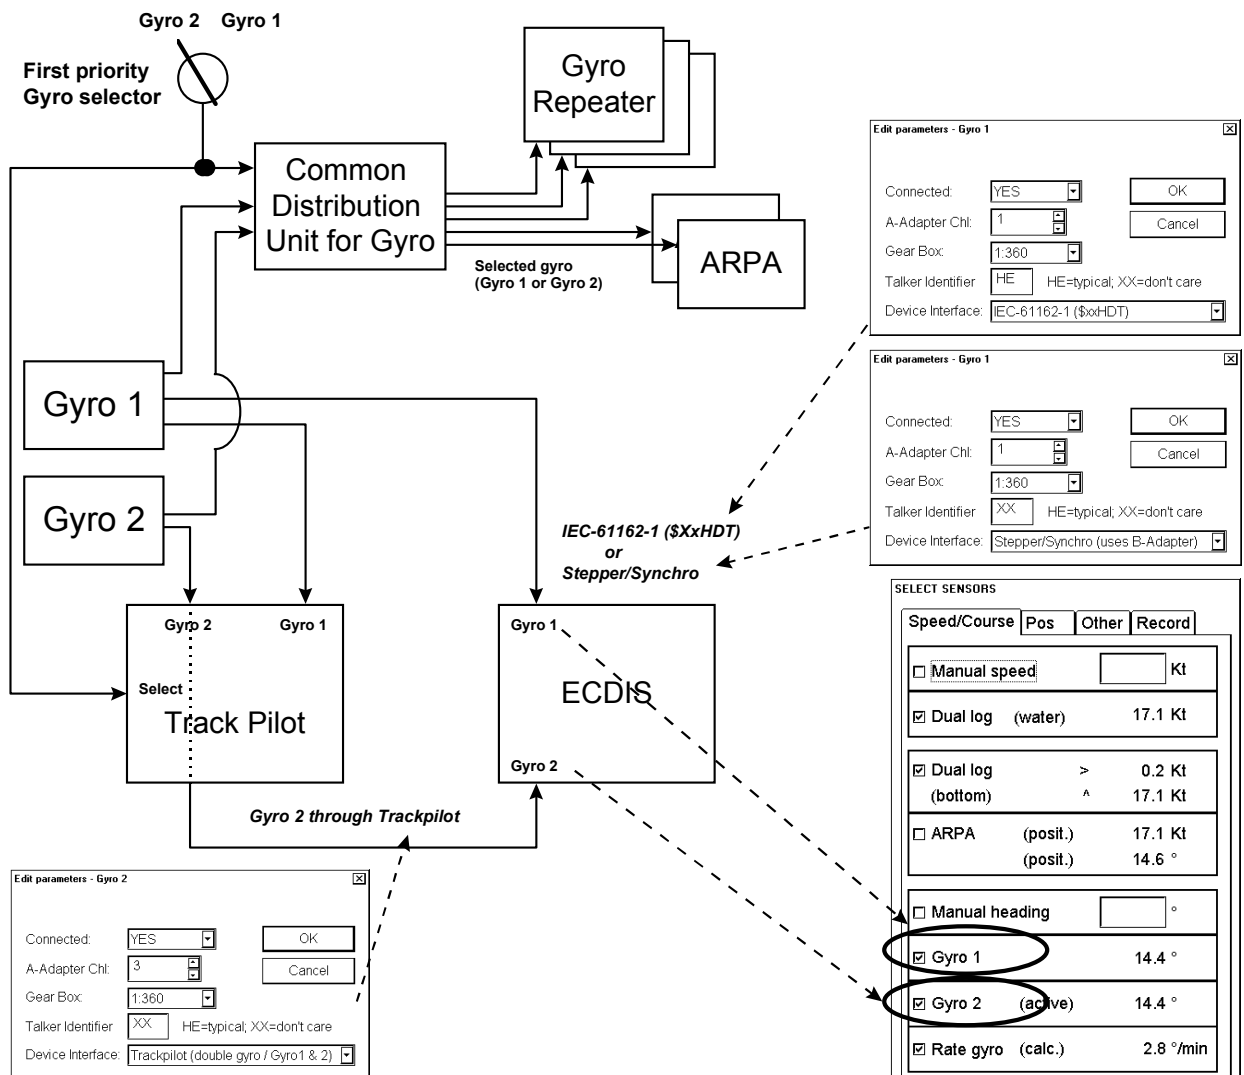 Gyro 2 Gyro 1
First priority
Gyro selector
Common
Distribution
Unit for Gyro
Gyro
Repeater
ARPA
Selected gyro
(Gyro 1 or Gyro 2)
Gyro 1
Gyro 2
Gyro 2 Gyro 1
Select
Track Pilot
Gyro 2 through Trackpilot
IEC-61162-1 ($XxHDT)
or
Stepper/Synchro
Gyro 1
ECDIS
Gyro 2
Edit parameters - Gyro 1
Connected: YES OK
A-Adapter Chl: 1 Cancel
Gear Box: 1:360
Talker Identifier HE HE=typical; XX=don't care
Device Interface: IEC-61162-1 ($xxHDT)
Edit parameters - Gyro 1
Connected: YES OK
A-Adapter Chl: 1 Cancel
Gear Box: 1:360
Talker Identifier XX HE=typical; XX=don't care
Device Interface: Stepper/Synchro (uses B-Adapter)
SELECT SENSORS
Speed/Course Pos Other Record
Manual speed Kt
Dual log (water) 17.1 Kt
Dual log > 0.2 Kt
(bottom) ^ 17.1 Kt
ARPA (posit.) 17.1 Kt
(posit.) 14.6 °
Manual heading °
Gyro 1 14.4 °
Gyro 2 (active) 14.4 °
Rate gyro (calc.) 2.8 °/min
Edit parameters - Gyro 2
Connected: YES OK
A-Adapter Chl: 3 Cancel
Gear Box: 1:360
Talker Identifier XX HE=typical; XX=don't care
Device Interface: Trackpilot (double gyro / Gyro1 & 2)